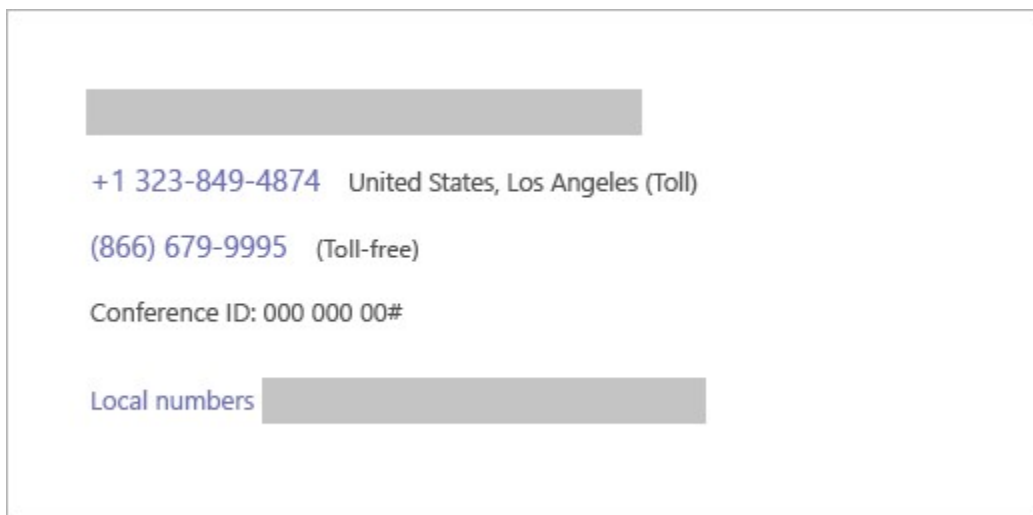 +1 323-849-4874 United States, Los Angeles (Toll)
(866) 679-9995 (Toll-free)
Conference ID: 000 000 00#
Local numbers